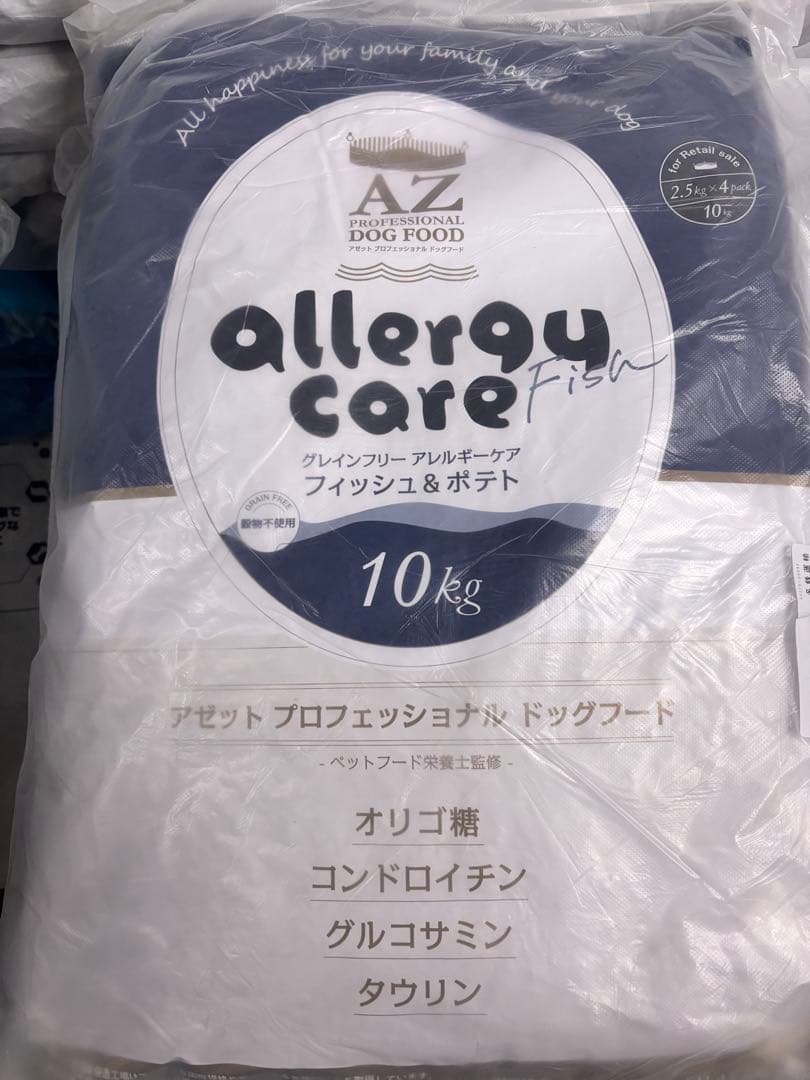 All happiness for your family and your dog
for Retail sale
2.5kg×4pack
10kg
AZ
PROFESSIONAL
DOG FOOD
アゼット プロフェッショナル ドッグフード
allergy
care
Fish
グレインフリー アレルギーケア
フィッシュ&ポテト
GRAIN FREE
穀物不使用
10kg
アゼット プロフェッショナル ドッグフード
- ペットフード栄養士監修 -
オリゴ糖
コンドロイチン
グルコサミン
タウリン